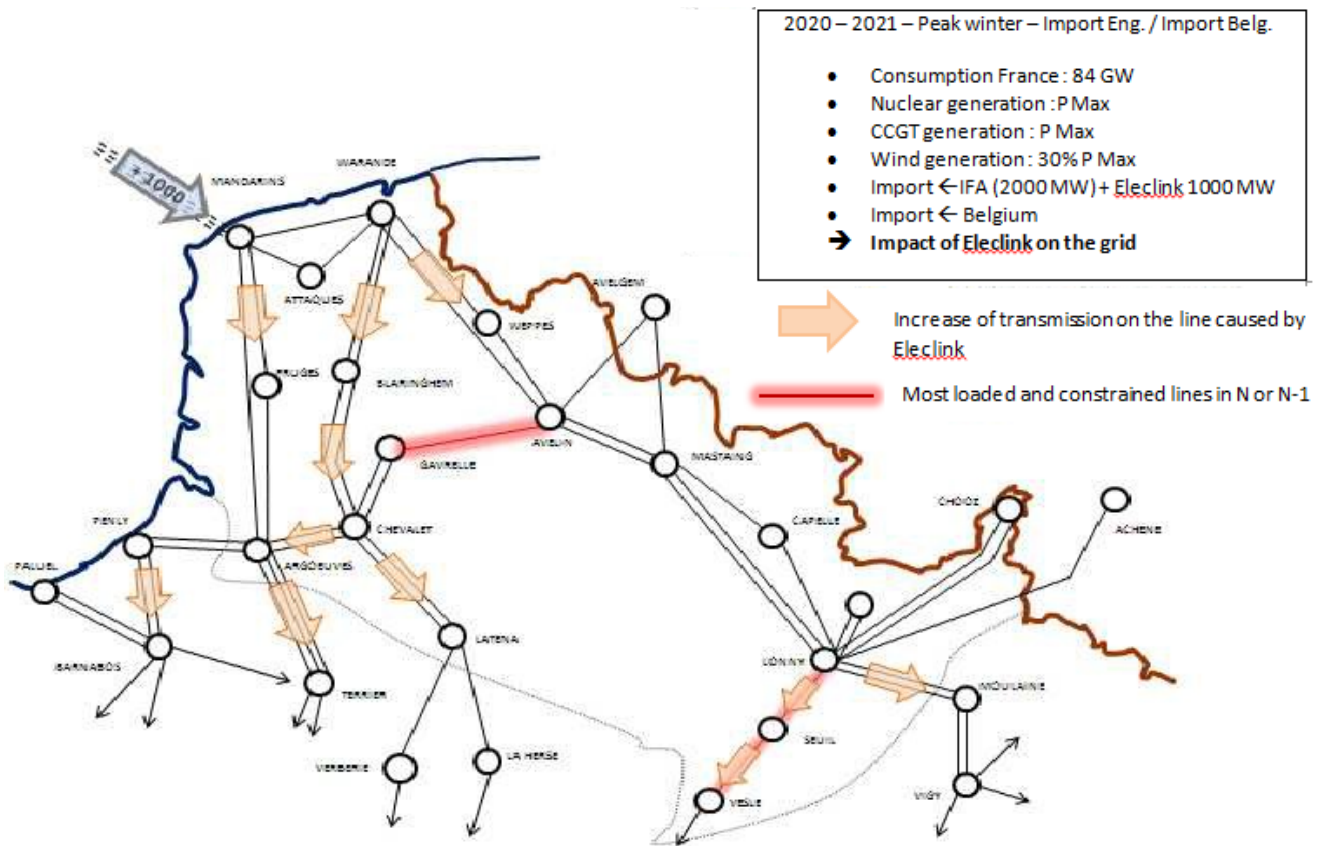 2020 – 2021 – Peak winter – Import Eng. / Import Belg.
• Consumption France : 84 GW
• Nuclear generation : P Max
• CCGT generation : P Max
• Wind generation : 30% P Max
• Import ← IFA (2000 MW) + Eleclink 1000 MW
• Import ← Belgium
➔ Impact of Eleclink on the grid
Increase of transmission on the line caused by
Eleclink
Most loaded and constrained lines in N or N-1
+ 1000
MANDARINS
WARANDE
ATTAQUES
WEPPES
AVELGEM
FRUGES
BLARINGHEM
AVELIN
GAVRELLE
MASTAING
CHOOZ
ACHENE
CAPELLE
PENLY
CHEVALET
PALUEL
ARGOEUVES
LATENA
BARNABOS
TERRIER
LONNY
MOULAINE
SEUIL
VERBERIE
LA HERSE
VESLE
VIGY